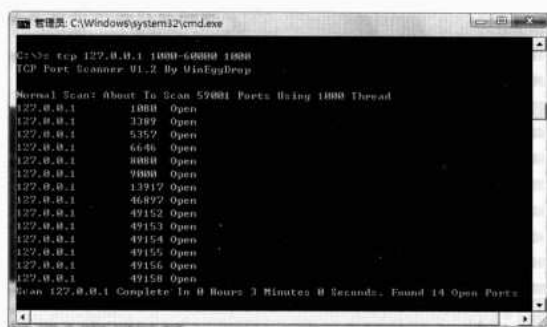 管理员: C:\Windows\system32\cmd.exe
C:\>s tcp 127.0.0.1 1000-60000 1000
TCP Port Scanner V1.2 By WinEggDrop
Normal Scan: About To Scan 59001 Ports Using 1000 Thread
127.0.0.1 1080 Open
127.0.0.1 3389 Open
127.0.0.1 5357 Open
127.0.0.1 6646 Open
127.0.0.1 8080 Open
127.0.0.1 9000 Open
127.0.0.1 13917 Open
127.0.0.1 46897 Open
127.0.0.1 49152 Open
127.0.0.1 49153 Open
127.0.0.1 49154 Open
127.0.0.1 49155 Open
127.0.0.1 49156 Open
127.0.0.1 49158 Open
Scan 127.0.0.1 Complete In 0 Hours 3 Minutes 0 Seconds. Found 14 Open Ports